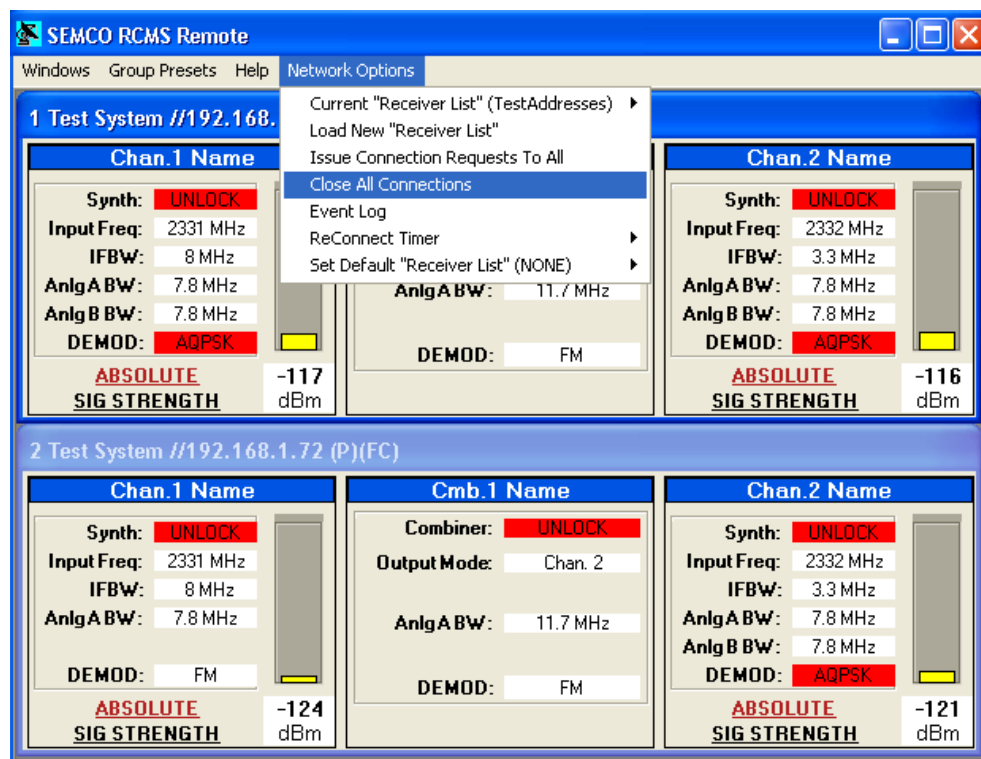 SEMCO RCMS Remote
Windows Group Presets Help Network Options
Current "Receiver List" (TestAddresses)
Load New "Receiver List"
Issue Connection Requests To All
Close All Connections
Event Log
ReConnect Timer
Set Default "Receiver List" (NONE)
1 Test System //192.168.
Chan.1 Name
Synth: UNLOCK
Input Freq: 2331 MHz
IFBW: 8 MHz
Anlg A BW: 7.8 MHz
Anlg B BW: 7.8 MHz
DEMOD: AQPSK
ABSOLUTE
SIG STRENGTH
-117
dBm
Anlg A BW: 11.7 MHz
DEMOD: FM
Chan.2 Name
Synth: UNLOCK
Input Freq: 2332 MHz
IFBW: 3.3 MHz
Anlg A BW: 7.8 MHz
Anlg B BW: 7.8 MHz
DEMOD: AQPSK
ABSOLUTE
SIG STRENGTH
-116
dBm
2 Test System //192.168.1.72 (P)(FC)
Chan.1 Name
Synth: UNLOCK
Input Freq: 2331 MHz
IFBW: 8 MHz
Anlg A BW: 7.8 MHz
DEMOD: FM
ABSOLUTE
SIG STRENGTH
-124
dBm
Cmb.1 Name
Combiner: UNLOCK
Output Mode: Chan. 2
Anlg A BW: 11.7 MHz
DEMOD: FM
Chan.2 Name
Synth: UNLOCK
Input Freq: 2332 MHz
IFBW: 3.3 MHz
Anlg A BW: 7.8 MHz
Anlg B BW: 7.8 MHz
DEMOD: AQPSK
ABSOLUTE
SIG STRENGTH
-121
dBm